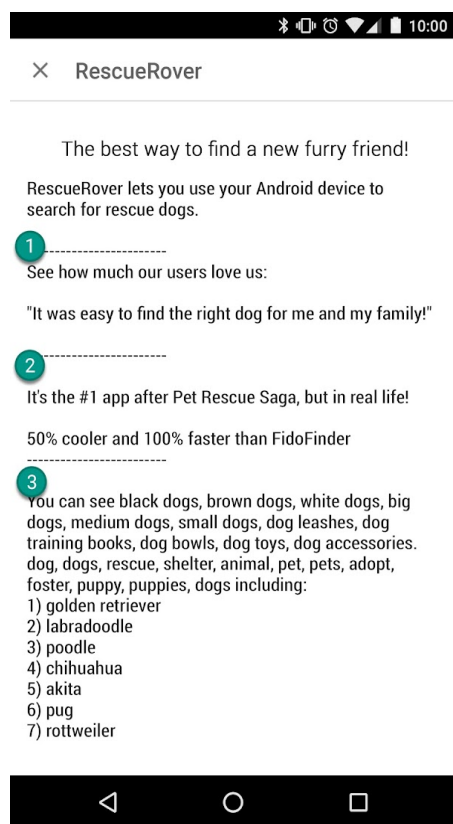 10:00
× RescueRover
The best way to find a new furry friend!
RescueRover lets you use your Android device to
search for rescue dogs.
1 ----------------------
See how much our users love us:
"It was easy to find the right dog for me and my family!"
----------------------
2
It's the #1 app after Pet Rescue Saga, but in real life!
50% cooler and 100% faster than FidoFinder
-------------------------
3
You can see black dogs, brown dogs, white dogs, big
dogs, medium dogs, small dogs, dog leashes, dog
training books, dog bowls, dog toys, dog accessories.
dog, dogs, rescue, shelter, animal, pet, pets, adopt,
foster, puppy, puppies, dogs including:
1) golden retriever
2) labradoodle
3) poodle
4) chihuahua
5) akita
6) pug
7) rottweiler